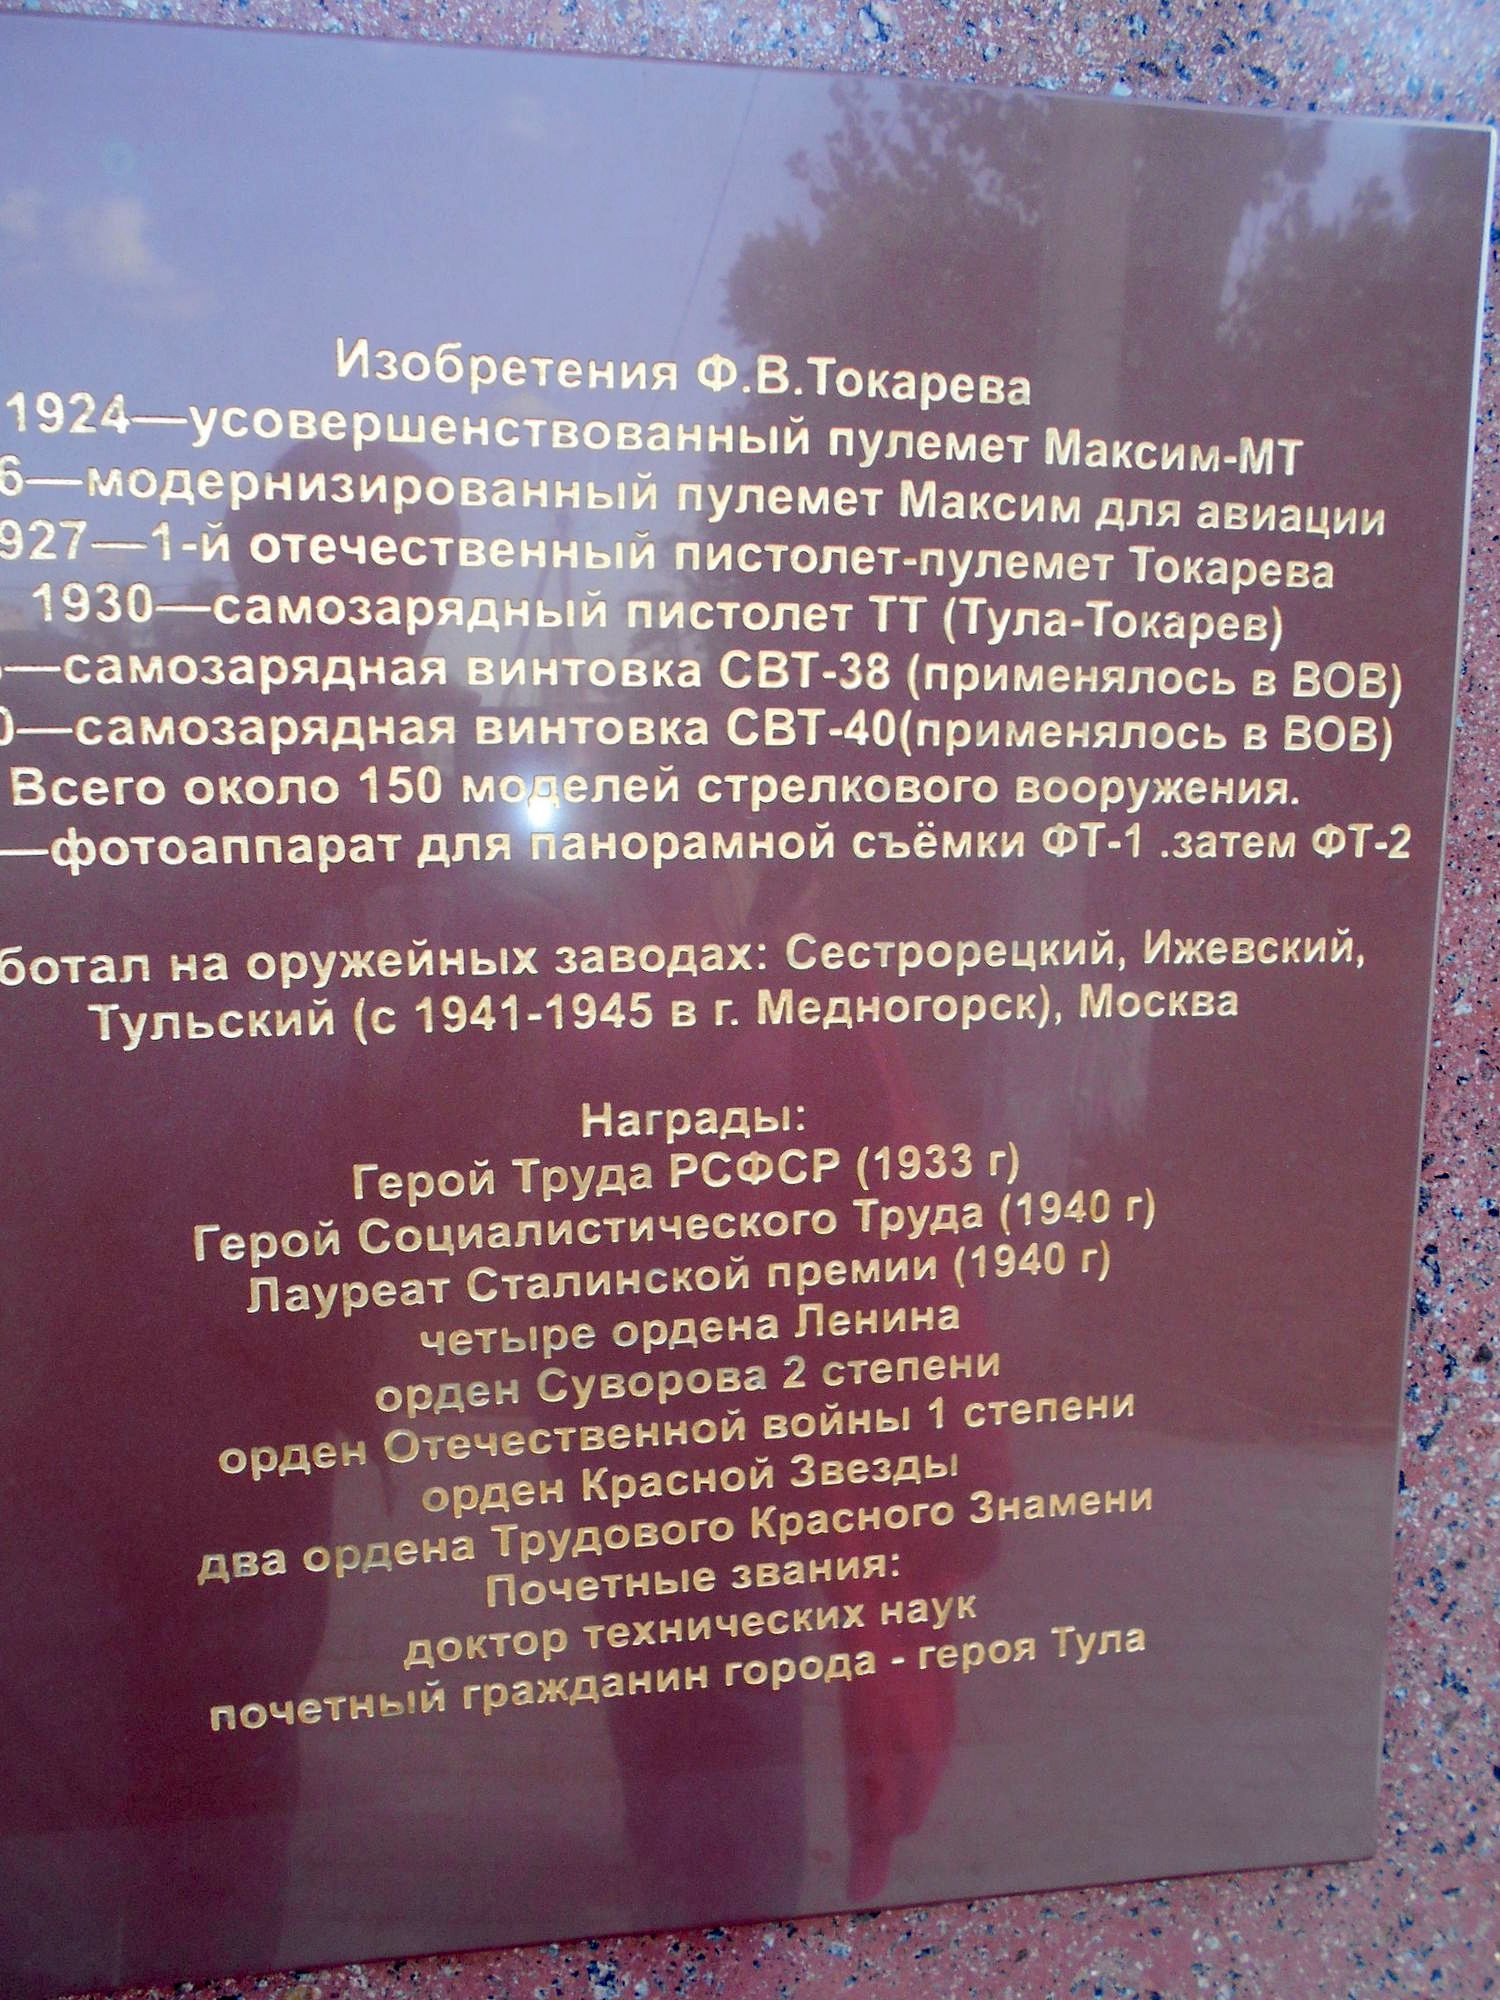 Изобретения Ф.В.Токарева
1924—усовершенствованный пулемет Максим-МТ
6—модернизированный пулемет Максим для авиации
927—1-й отечественный пистолет-пулемет Токарева
1930—самозарядный пистолет ТТ (Тула-Токарев)
—самозарядная винтовка СВТ-38 (применялось в ВОВ)
0—самозарядная винтовка СВТ-40(применялось в ВОВ)
Всего около 150 моделей стрелкового вооружения.
—фотоаппарат для панорамной съёмки ФТ-1 .затем ФТ-2
ботал на оружейных заводах: Сестрорецкий, Ижевский,
Тульский (с 1941-1945 в г. Медногорск), Москва
Награды:
Герой Труда РСФСР (1933 г)
Герой Социалистического Труда (1940 г)
Лауреат Сталинской премии (1940 г)
четыре ордена Ленина
орден Суворова 2 степени
орден Отечественной войны 1 степени
орден Красной Звезды
два ордена Трудового Красного Знамени
Почетные звания:
доктор технических наук
почетный гражданин города - героя Тула